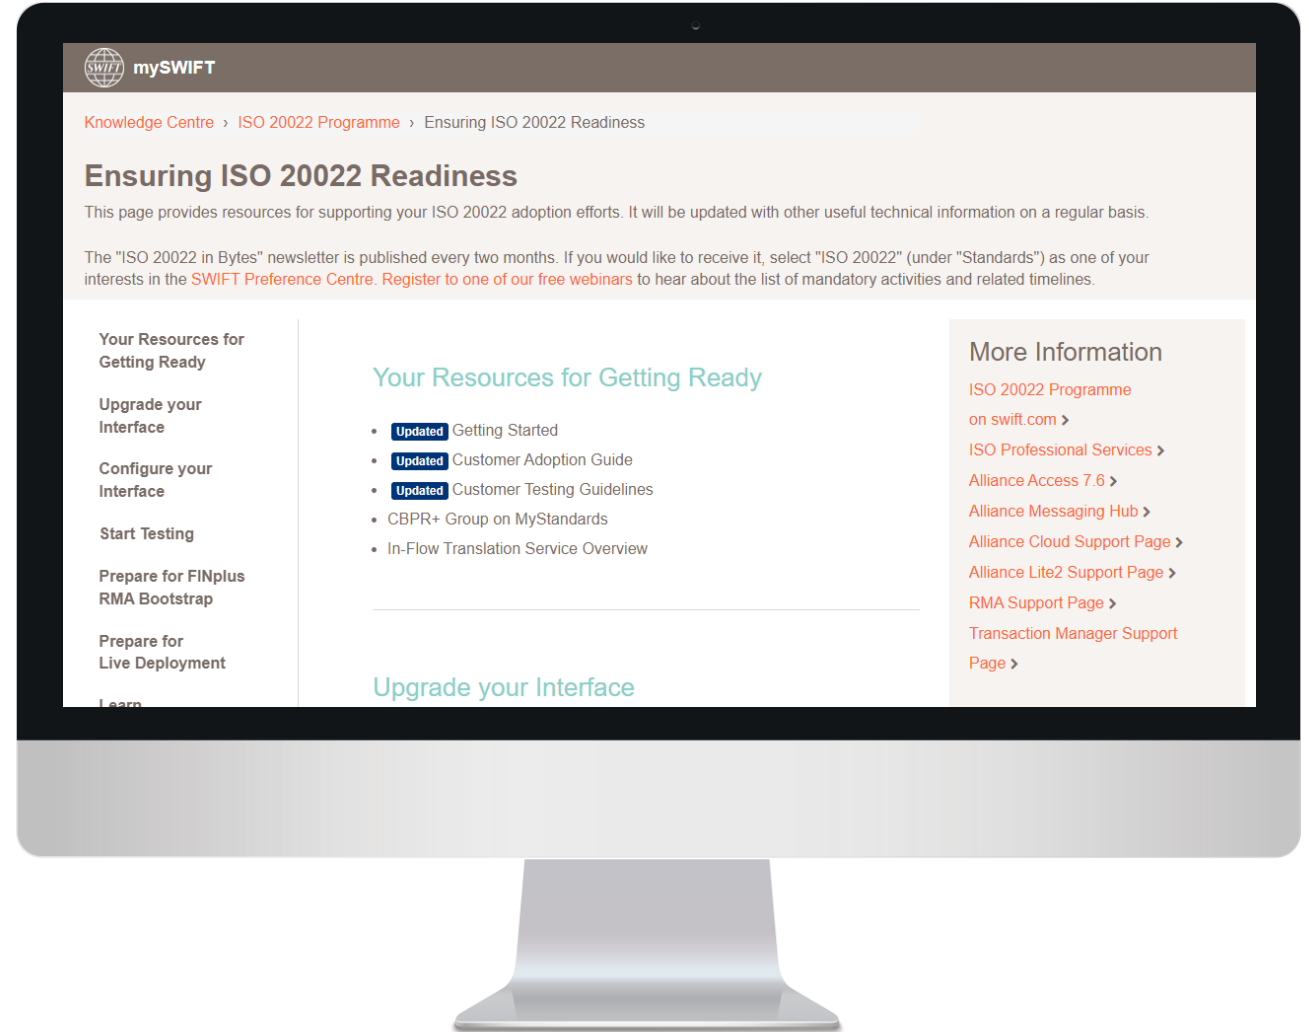 SWIFT mySWIFT
Knowledge Centre › ISO 20022 Programme › Ensuring ISO 20022 Readiness
Ensuring ISO 20022 Readiness
This page provides resources for supporting your ISO 20022 adoption efforts. It will be updated with other useful technical information on a regular basis.
The "ISO 20022 in Bytes" newsletter is published every two months. If you would like to receive it, select "ISO 20022" (under "Standards") as one of your
interests in the SWIFT Preference Centre. Register to one of our free webinars to hear about the list of mandatory activities and related timelines.
Your Resources for
Getting Ready
Upgrade your
Interface
Configure your
Interface
Start Testing
Prepare for FINplus
RMA Bootstrap
Prepare for
Live Deployment
Learn
Your Resources for Getting Ready
• Updated Getting Started
• Updated Customer Adoption Guide
• Updated Customer Testing Guidelines
• CBPR+ Group on MyStandards
• In-Flow Translation Service Overview
Upgrade your Interface
More Information
ISO 20022 Programme
on swift.com >
ISO Professional Services >
Alliance Access 7.6 >
Alliance Messaging Hub >
Alliance Cloud Support Page >
Alliance Lite2 Support Page >
RMA Support Page >
Transaction Manager Support
Page >